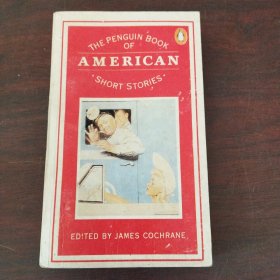 THE PENGUIN BOOK
OF
AMERICAN
·SHORT STORIES·
EDITED BY JAMES COCHRANE